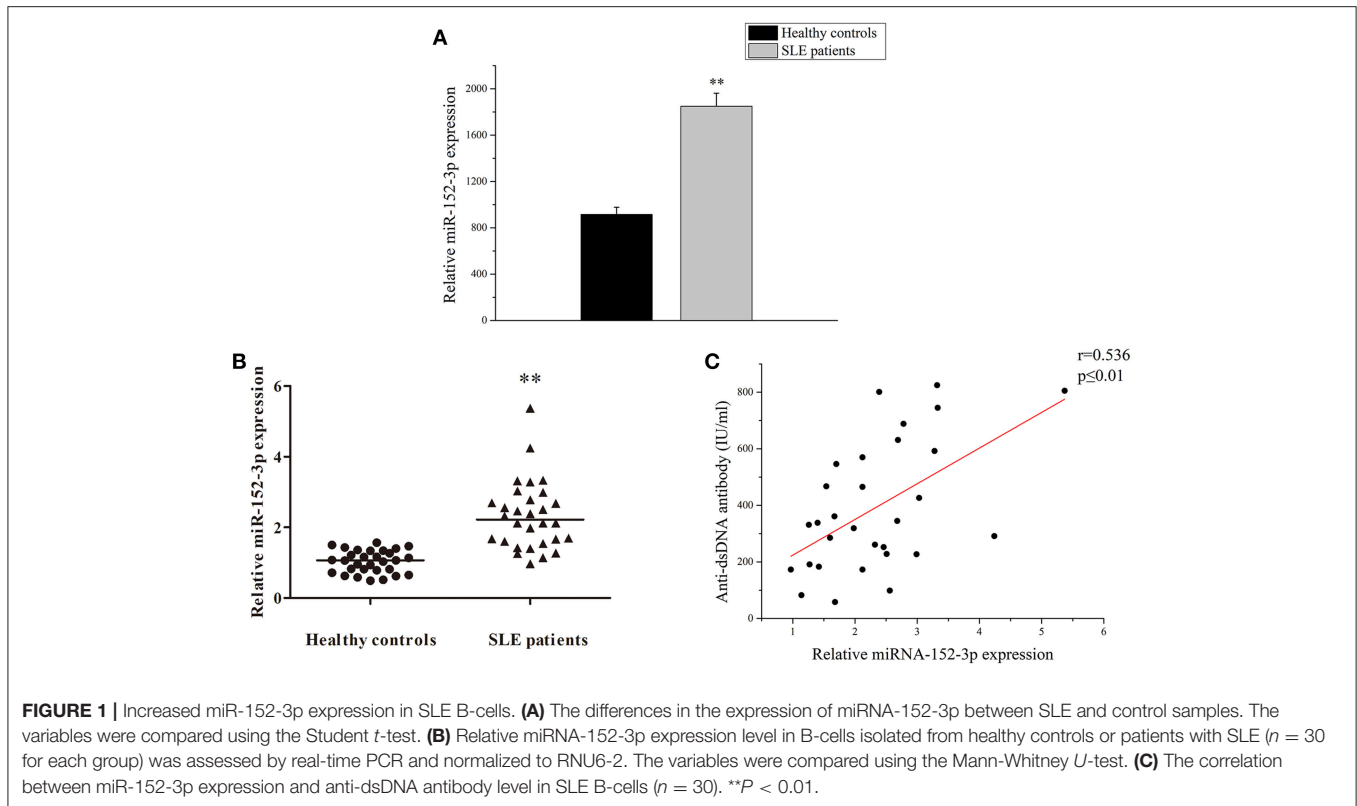 A
Healthy controls
SLE patients
**
2000
1600
1200
800
400
0
Relative miR-152-3p expression
B
**
6
4
2
0
Relative miR-152-3p expression
Healthy controls
SLE patients
C
r=0.536
p≤0.01
800
600
400
200
0
Anti-dsDNA antibody (IU/ml)
1 2 3 4 5 6
Relative miRNA-152-3p expression
FIGURE 1 | Increased miR-152-3p expression in SLE B-cells. (A) The differences in the expression of miRNA-152-3p between SLE and control samples. The
variables were compared using the Student t-test. (B) Relative miRNA-152-3p expression level in B-cells isolated from healthy controls or patients with SLE (n = 30
for each group) was assessed by real-time PCR and normalized to RNU6-2. The variables were compared using the Mann-Whitney U-test. (C) The correlation
between miR-152-3p expression and anti-dsDNA antibody level in SLE B-cells (n = 30). **P < 0.01.